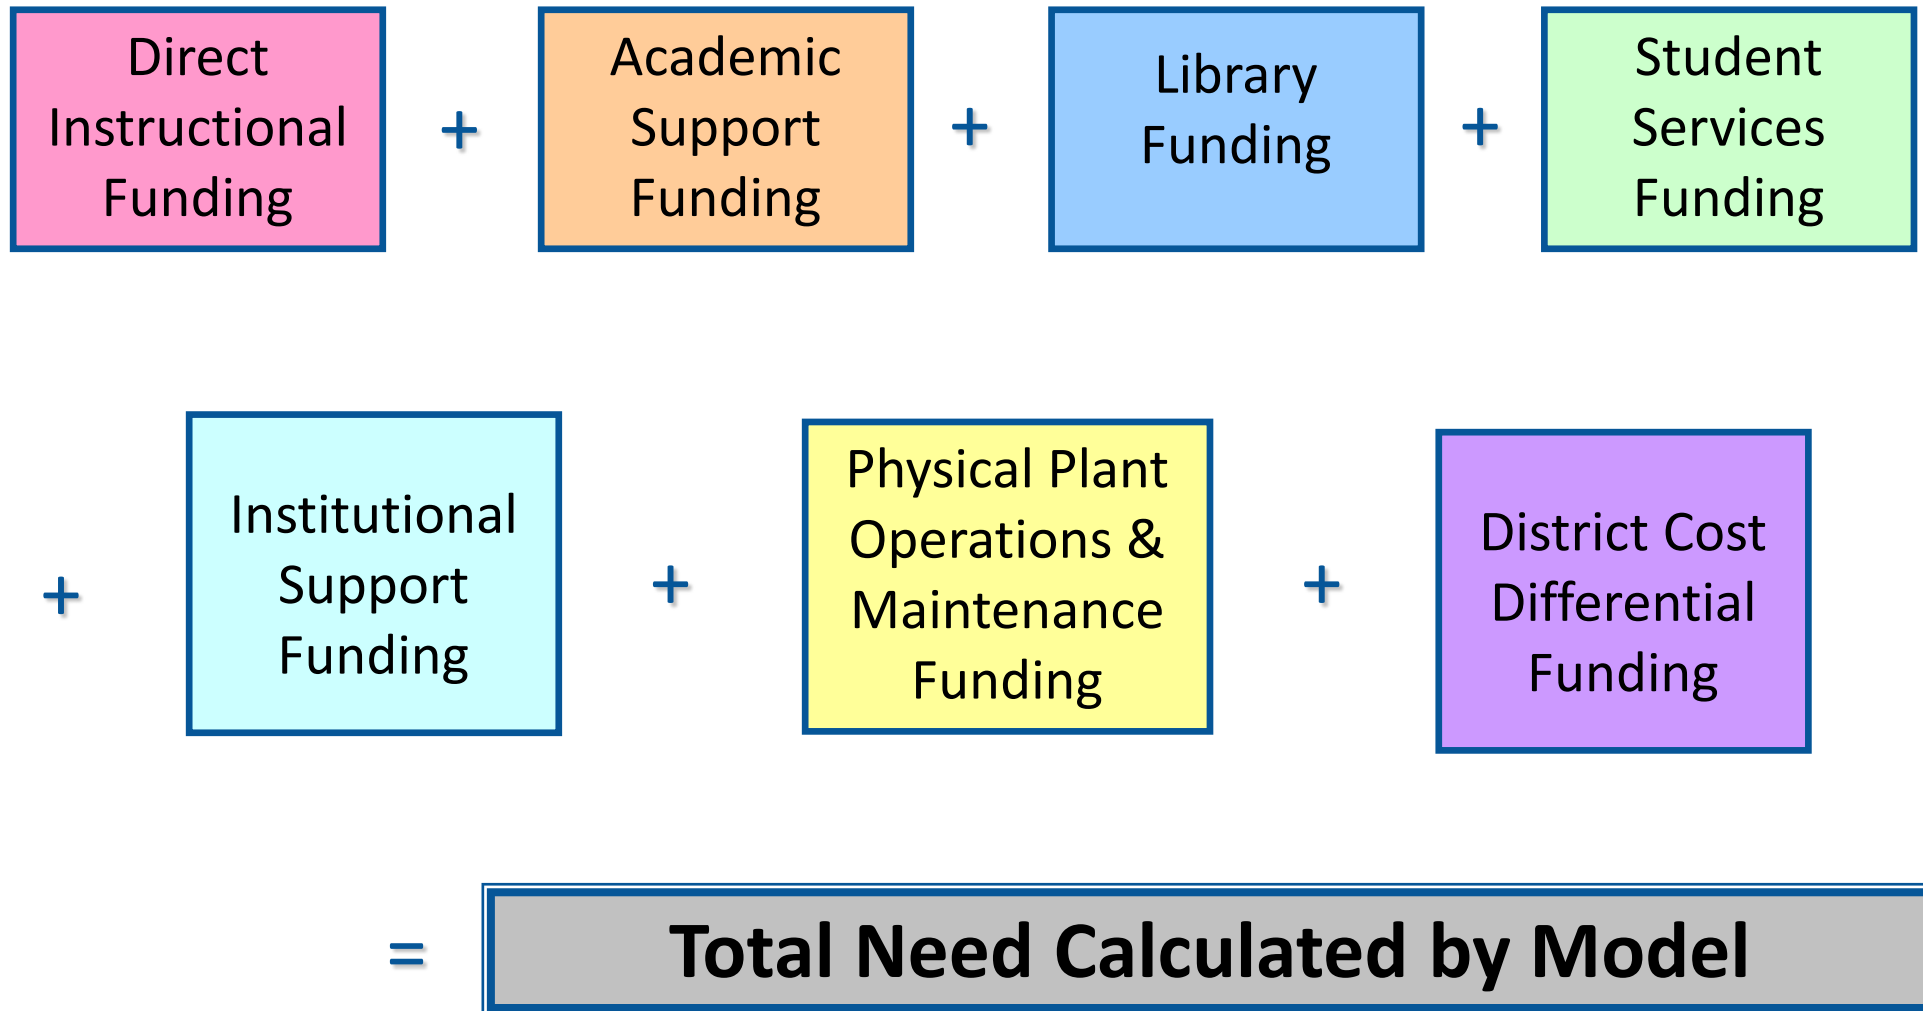 Direct
Instructional
Funding
+
Academic
Support
Funding
+
Library
Funding
+
Student
Services
Funding
+
Institutional
Support
Funding
+
Physical Plant
Operations &
Maintenance
Funding
+
District Cost
Differential
Funding
=
Total Need Calculated by Model